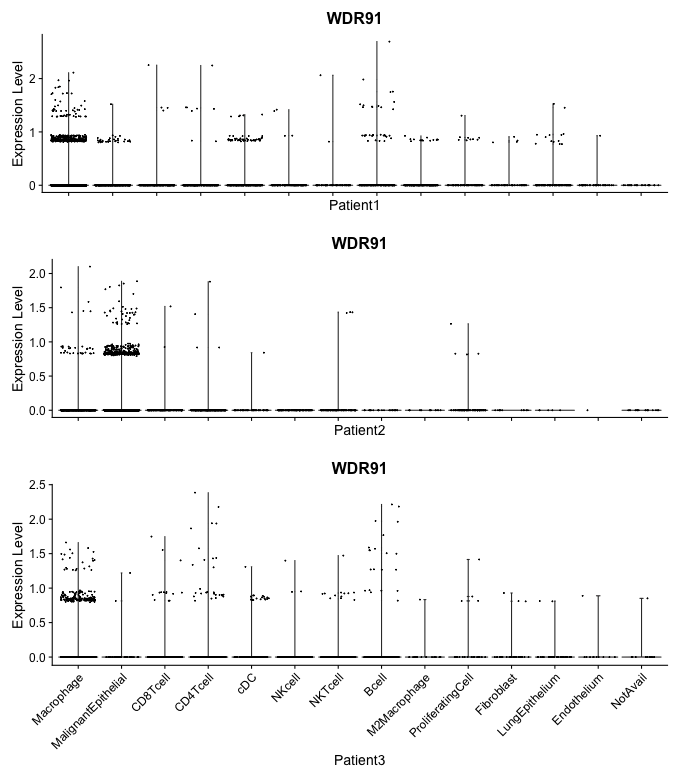 WDR91
Expression Level
2
1
0
Patient1
WDR91
Expression Level
2.0
1.5
1.0
0.5
0.0
Patient2
WDR91
Expression Level
2.5
2.0
1.5
1.0
0.5
0.0
Macrophage
MalignantEpithelial
CD8Tcell
CD4Tcell
cDC
NKcell
NKTcell
Bcell
M2Macrophage
ProliferatingCell
Fibroblast
LungEpithelium
Endothelium
NotAvail
Patient3